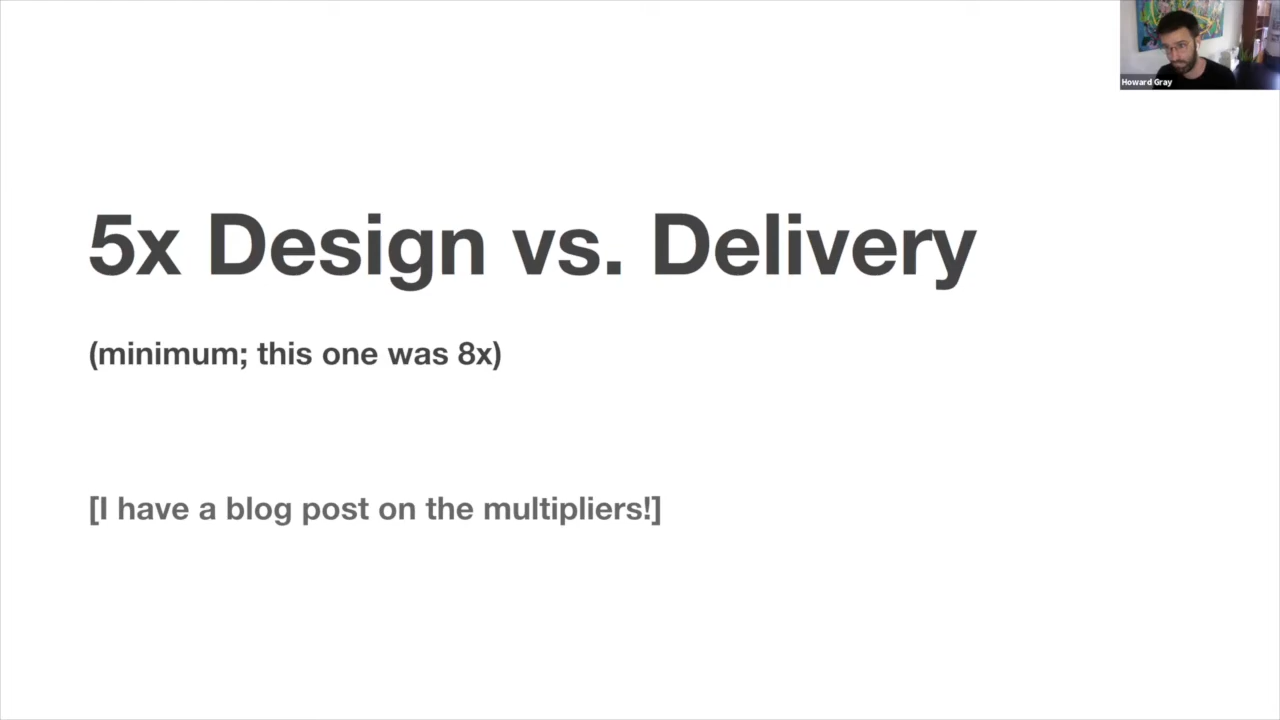 Howard Gray
5x Design vs. Delivery
(minimum; this one was 8x)
[I have a blog post on the multipliers!]